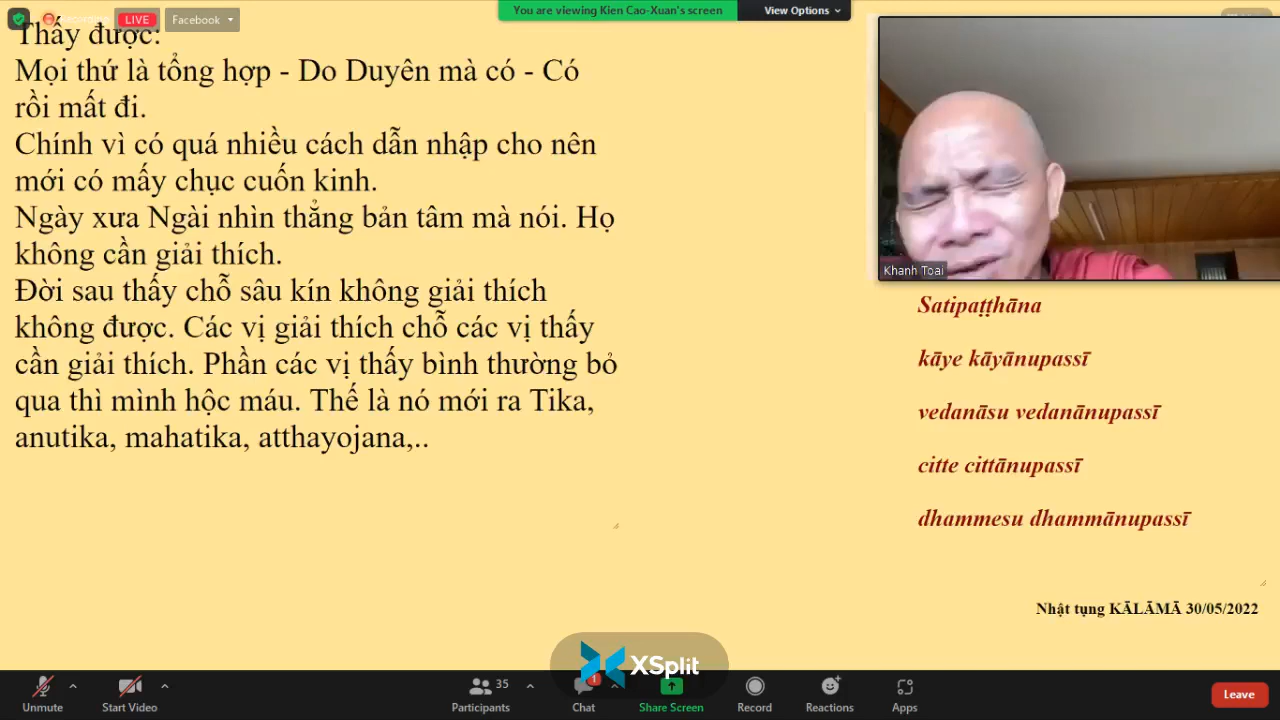 You are viewing Kien Cao-Xuan's screen
View Options
LIVE
Facebook
Thấy được:
Mọi thứ là tổng hợp - Do Duyên mà có - Có
rồi mất đi.
Chính vì có quá nhiều cách dẫn nhập cho nên
mới có mấy chục cuốn kinh.
Ngày xưa Ngài nhìn thẳng bản tâm mà nói. Họ
không cần giải thích.
Đời sau thấy chỗ sâu kín không giải thích
không được. Các vị giải thích chỗ các vị thấy
cần giải thích. Phần các vị thấy bình thường bỏ
qua thì mình hộc máu. Thế là nó mới ra Tika,
anutika, mahatika, atthayojana,..
Khanh Toai
Satipaṭṭhāna
kāye kāyānupassī
vedanāsu vedanānupassī
citte cittānupassī
dhammesu dhammānupassī
Nhật tụng KĀLĀMĀ 30/05/2022
XSplit
Unmute
Start Video
35
Participants
1
Chat
Share Screen
Record
Reactions
Apps
Leave